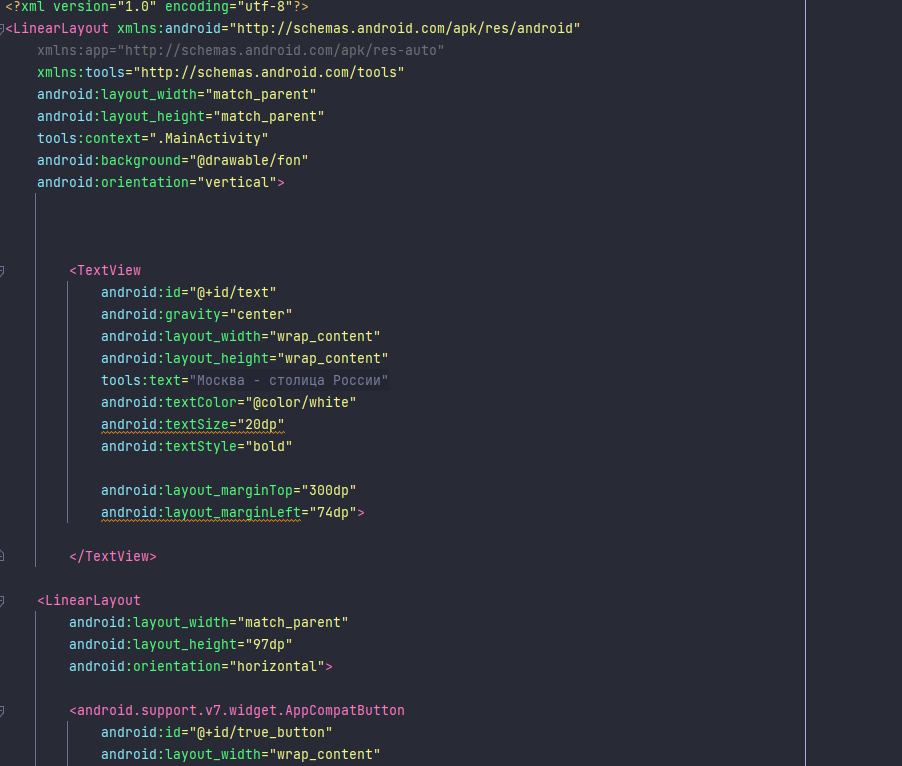 <?xml version="1.0" encoding="utf-8"?>
<LinearLayout xmlns:android="http://schemas.android.com/apk/res/android"
xmlns:app="http://schemas.android.com/apk/res-auto"
xmlns:tools="http://schemas.android.com/tools"
android:layout_width="match_parent"
android:layout_height="match_parent"
tools:context=".MainActivity"
android:background="@drawable/fon"
android:orientation="vertical">
<TextView
android:id="@+id/text"
android:gravity="center"
android:layout_width="wrap_content"
android:layout_height="wrap_content"
tools:text="Москва - столица России"
android:textColor="@color/white"
android:textSize="20dp"
android:textStyle="bold"
android:layout_marginTop="300dp"
android:layout_marginLeft="74dp">
</TextView>
<LinearLayout
android:layout_width="match_parent"
android:layout_height="97dp"
android:orientation="horizontal">
<android.support.v7.widget.AppCompatButton
android:id="@+id/true_button"
android:layout_width="wrap_content"